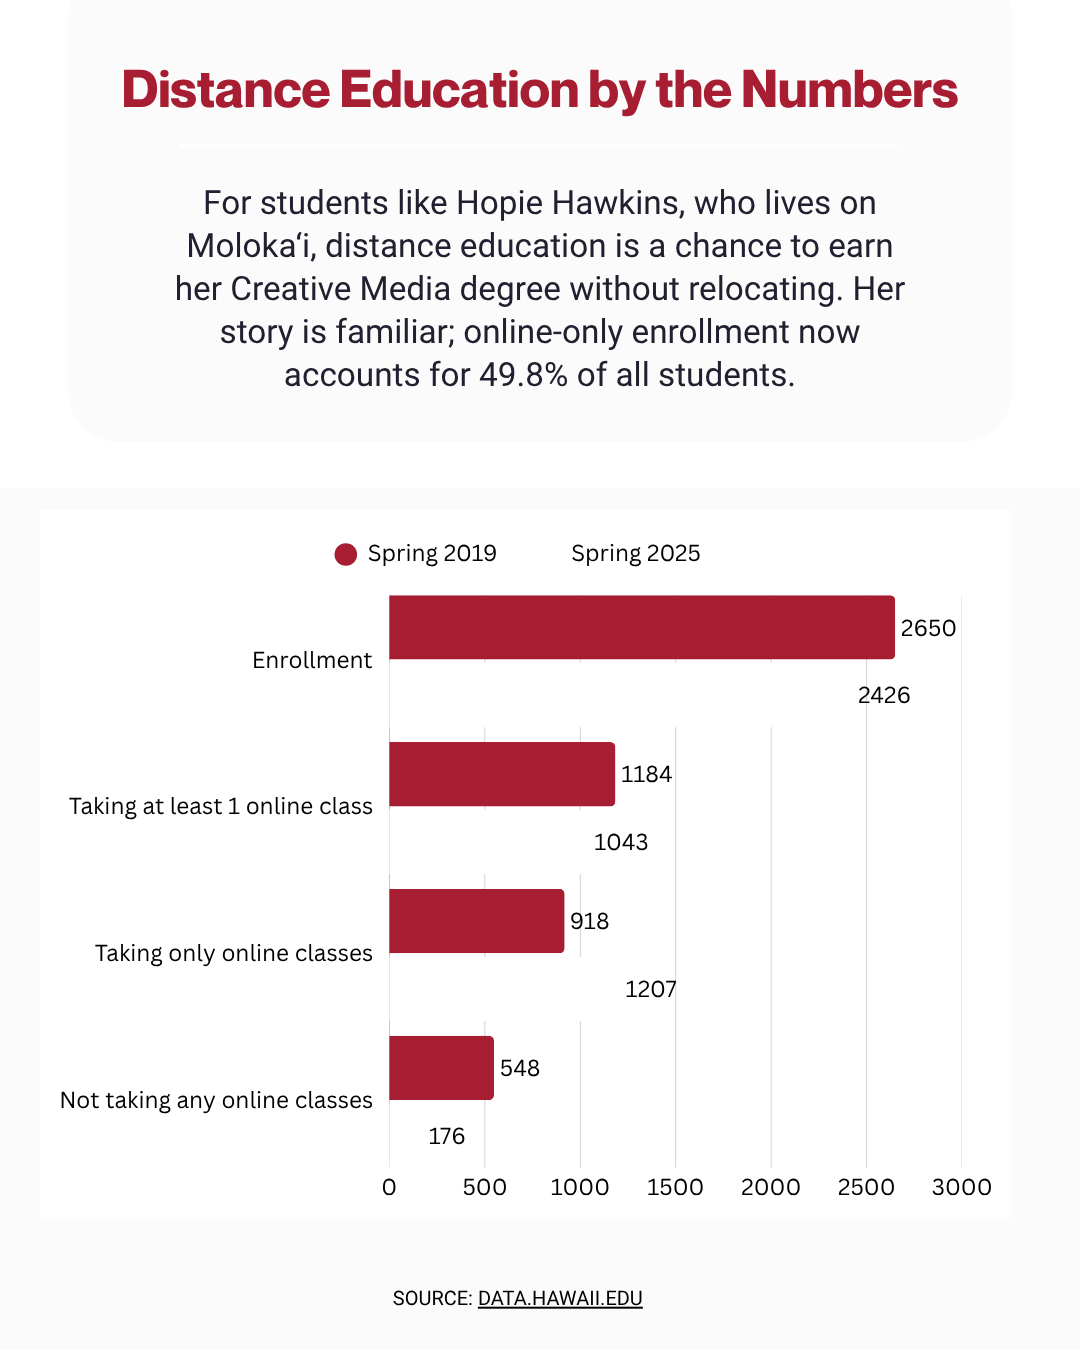 Distance Education by the Numbers
For students like Hopie Hawkins, who lives on
Molokaʻi, distance education is a chance to earn
her Creative Media degree without relocating. Her
story is familiar; online-only enrollment now
accounts for 49.8% of all students.
Spring 2019 Spring 2025
2650
Enrollment
2426
1184
Taking at least 1 online class
1043
918
Taking only online classes
1207
548
Not taking any online classes
176
0 500 1000 1500 2000 2500 3000
SOURCE: DATA.HAWAII.EDU